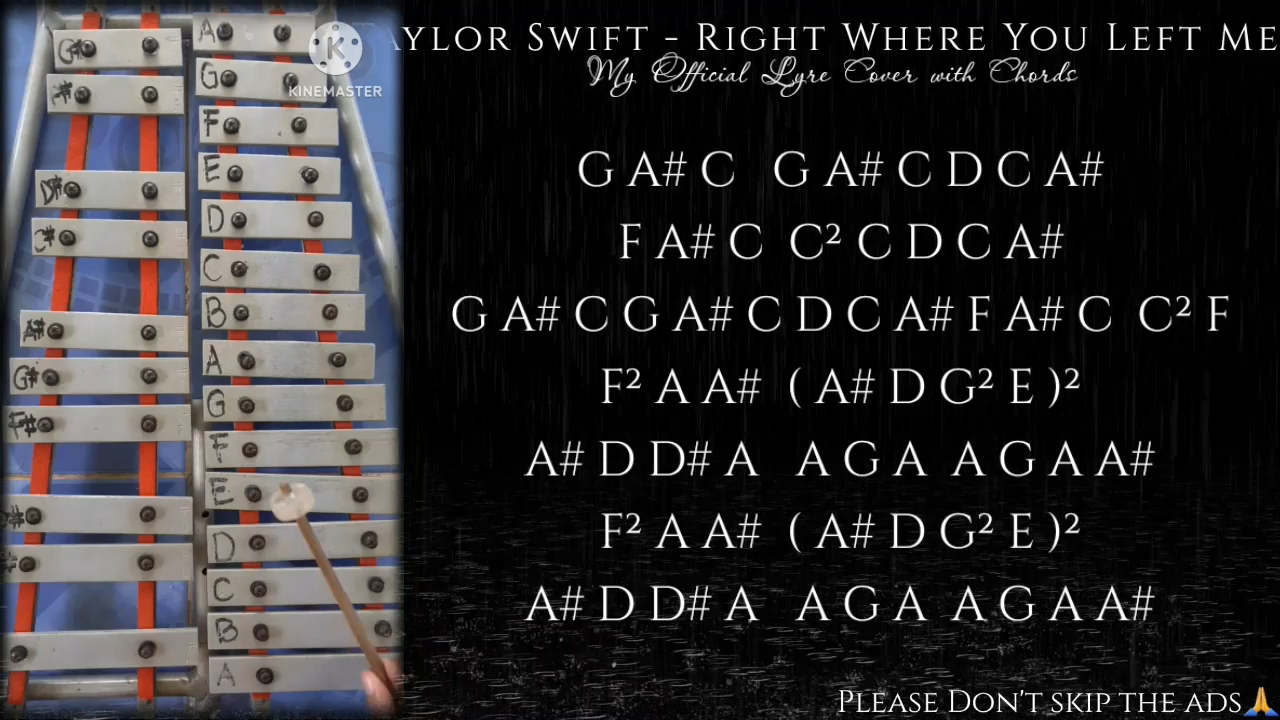 AYLOR SWIFT - RIGHT WHERE YOU LEFT ME
My Official Lyre Cover with Chords
G A# C G A# C D C A#
F A# C C² C D C A#
G A# C G A# C D C A# F A# C C² F
F² A A# ( A# D G² E )²
A# D D# A A G A A G A A#
F² A A# ( A# D G² E )²
A# D D# A A G A A G A A#
PLEASE DON'T SKIP THE ADS🙏
K
KINEMASTER
G#
#
D#
C#
A#
G#
F#
#
#
A
G
F
E
D
C
B
A
G
F
E
D
C
B
A